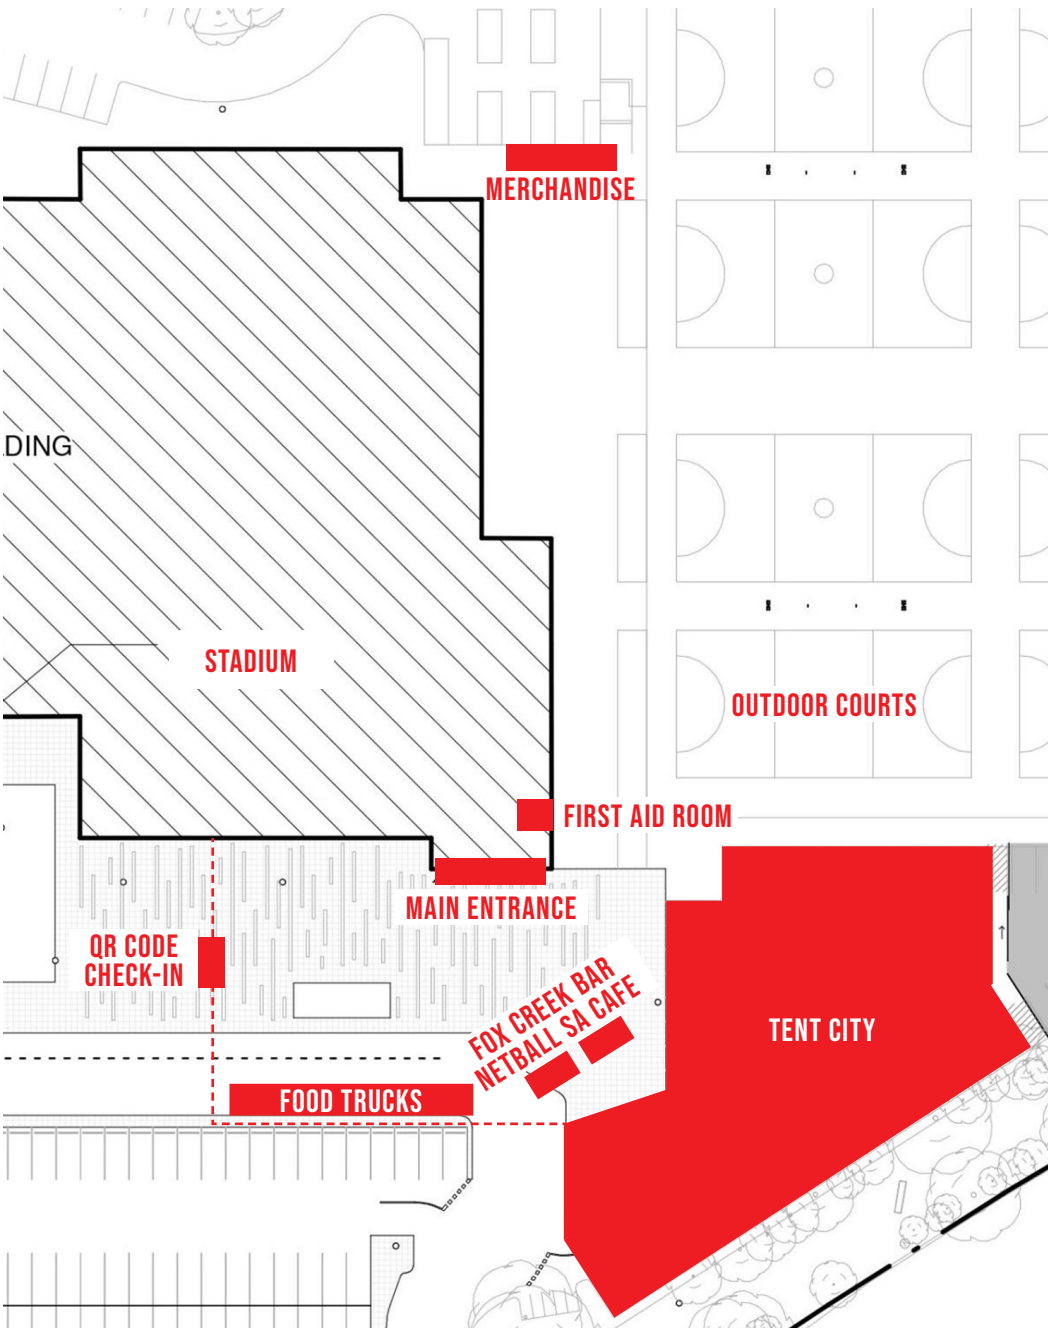 MERCHANDISE
DING
STADIUM
OUTDOOR COURTS
FIRST AID ROOM
MAIN ENTRANCE
QR CODE
CHECK-IN
FOX CREEK BAR
NETBALL SA CAFE
TENT CITY
FOOD TRUCKS